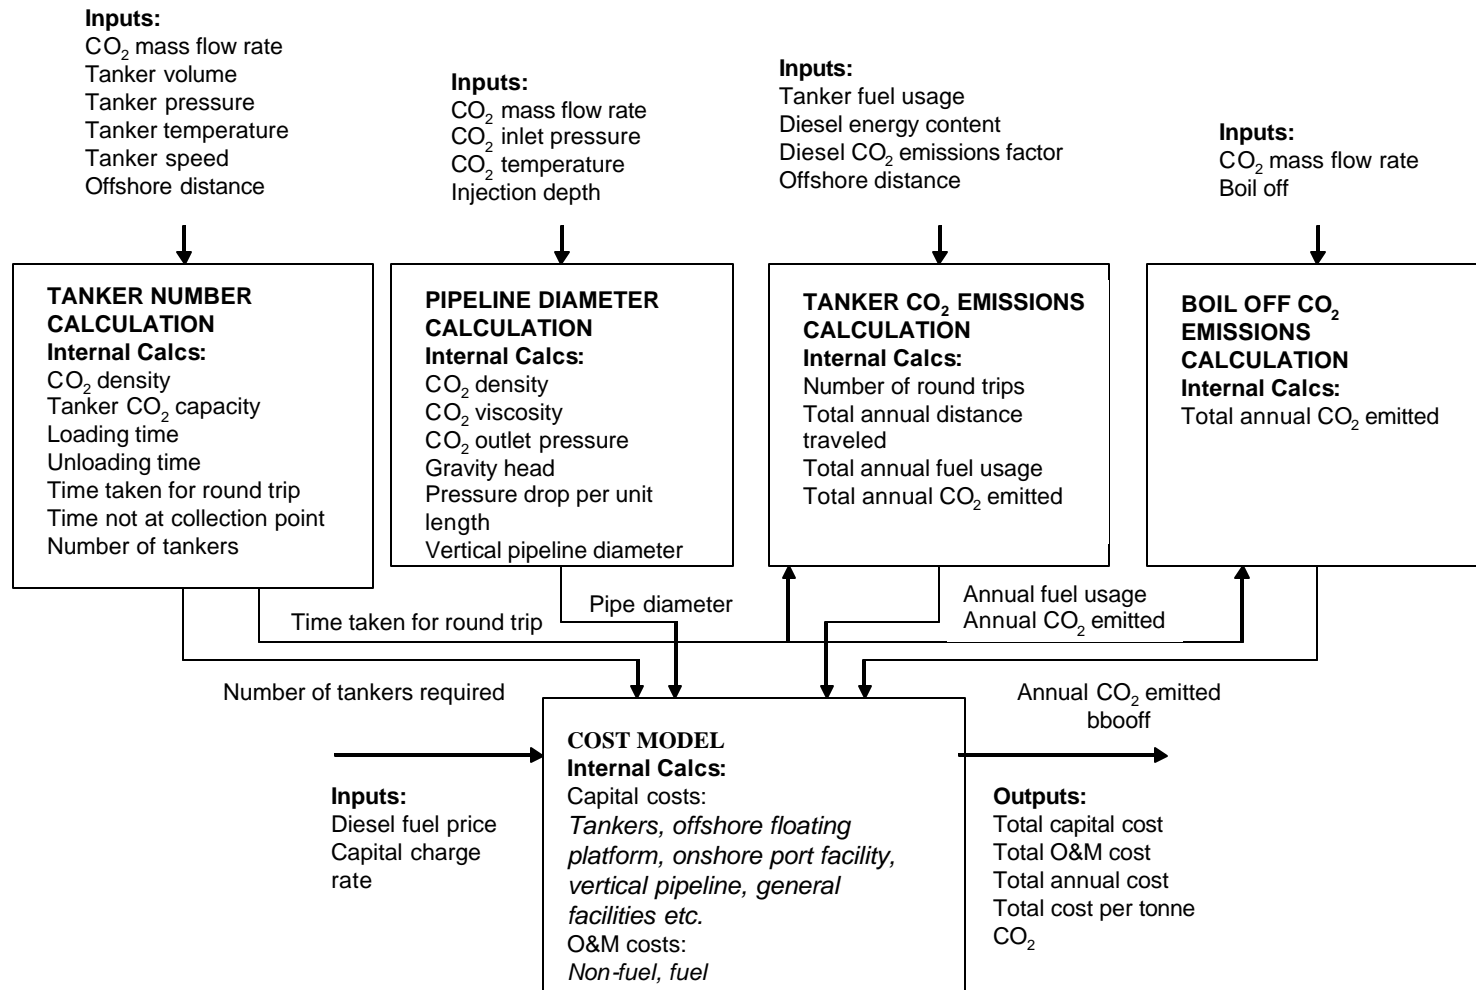 Inputs:
CO₂ mass flow rate
Tanker volume
Tanker pressure
Tanker temperature
Tanker speed
Offshore distance
Inputs:
CO₂ mass flow rate
CO₂ inlet pressure
CO₂ temperature
Injection depth
Inputs:
Tanker fuel usage
Diesel energy content
Diesel CO₂ emissions factor
Offshore distance
Inputs:
CO₂ mass flow rate
Boil off
TANKER NUMBER
CALCULATION
Internal Calcs:
CO₂ density
Tanker CO₂ capacity
Loading time
Unloading time
Time taken for round trip
Time not at collection point
Number of tankers
PIPELINE DIAMETER
CALCULATION
Internal Calcs:
CO₂ density
CO₂ viscosity
CO₂ outlet pressure
Gravity head
Pressure drop per unit
length
Vertical pipeline diameter
TANKER CO₂ EMISSIONS
CALCULATION
Internal Calcs:
Number of round trips
Total annual distance
traveled
Total annual fuel usage
Total annual CO₂ emitted
BOIL OFF CO₂
EMISSIONS
CALCULATION
Internal Calcs:
Total annual CO₂ emitted
Time taken for round trip
Pipe diameter
Annual fuel usage
Annual CO₂ emitted
Number of tankers required
Annual CO₂ emitted
bbooff
Inputs:
Diesel fuel price
Capital charge
rate
COST MODEL
Internal Calcs:
Capital costs:
Tankers, offshore floating
platform, onshore port facility,
vertical pipeline, general
facilities etc.
O&M costs:
Non-fuel, fuel
Outputs:
Total capital cost
Total O&M cost
Total annual cost
Total cost per tonne
CO₂